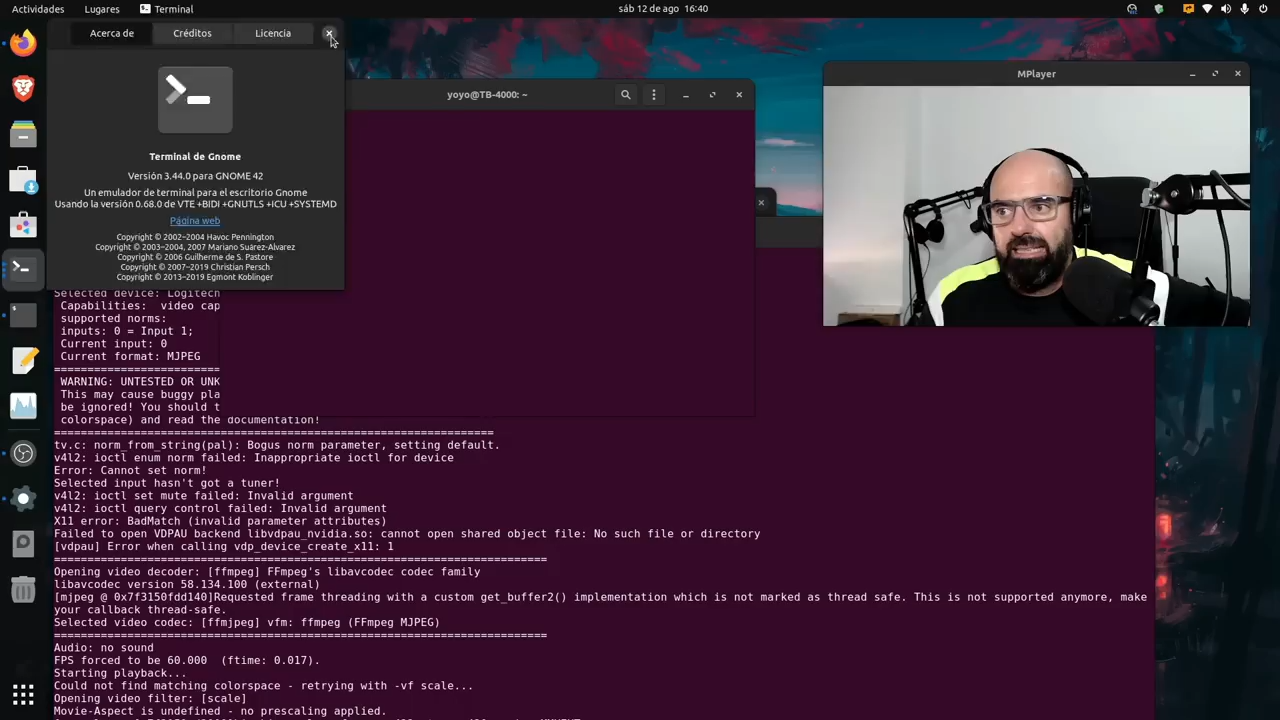 Actividades
Lugares
Terminal
sáb 12 de ago 16:40
Acerca de
Créditos
Licencia
Terminal de Gnome
Versión 3.44.0 para GNOME 42
Un emulador de terminal para el escritorio Gnome
Usando la versión 0.68.0 de VTE +BIDI +GNUTLS +ICU +SYSTEMD
Página web
Copyright © 2002–2004 Havoc Pennington
Copyright © 2003–2004, 2007 Mariano Suárez-Alvarez
Copyright © 2006 Guilherme de S. Pastore
Copyright © 2007–2019 Christian Persch
Copyright © 2013–2019 Egmont Koblinger
yoyo@TB-4000: ~
MPlayer
Selected device: Logitech
Capabilities:  video cap
supported norms:
inputs: 0 = Input 1;
Current input: 0
Current format: MJPEG
======================
WARNING: UNTESTED OR UNK
This may cause buggy pla
be ignored! You should t
colorspace) and read the documentation!
==========================================================
tv.c: norm_from_string(pal): Bogus norm parameter, setting default.
v4l2: ioctl enum norm failed: Inappropriate ioctl for device
Error: Cannot set norm!
Selected input hasn't got a tuner!
v4l2: ioctl set mute failed: Invalid argument
v4l2: ioctl query control failed: Invalid argument
X11 error: BadMatch (invalid parameter attributes)
Failed to open VDPAU backend libvdpau_nvidia.so: cannot open shared object file: No such file or directory
[vdpau] Error when calling vdp_device_create_x11: 1
==========================================================================
Opening video decoder: [ffmpeg] FFmpeg's libavcodec codec family
libavcodec version 58.134.100 (external)
[mjpeg @ 0x7f3150fdd140]Requested frame threading with a custom get_buffer2() implementation which is not marked as thread safe. This is not supported anymore, make
your callback thread-safe.
Selected video codec: [ffmjpeg] vfm: ffmpeg (FFmpeg MJPEG)
==========================================================================
Audio: no sound
FPS forced to be 60.000  (ftime: 0.017).
Starting playback...
Could not find matching colorspace - retrying with -vf scale...
Opening video filter: [scale]
Movie-Aspect is undefined - no prescaling applied.